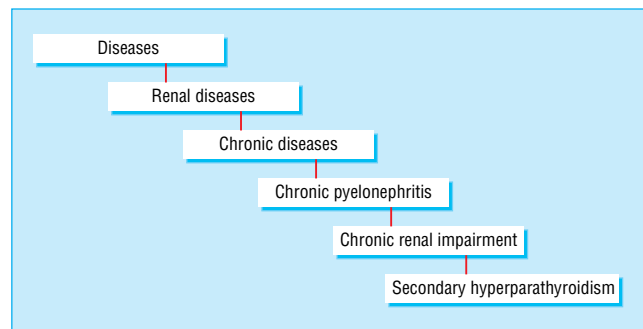 Diseases
Renal diseases
Chronic diseases
Chronic pyelonephritis
Chronic renal impairment
Secondary hyperparathyroidism